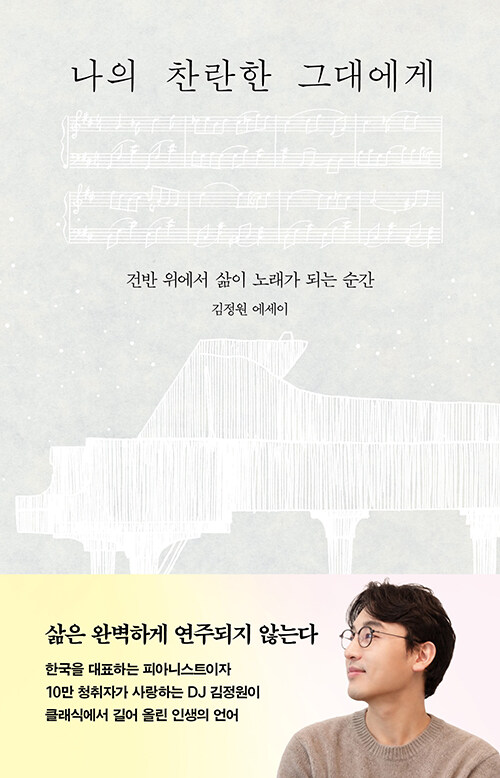 나의 찬란한 그대에게
건반 위에서 삶이 노래가 되는 순간
김정원 에세이
삶은 완벽하게 연주되지 않는다
한국을 대표하는 피아니스트이자
10만 청취자가 사랑하는 DJ 김정원이
클래식에서 길어 올린 인생의 언어